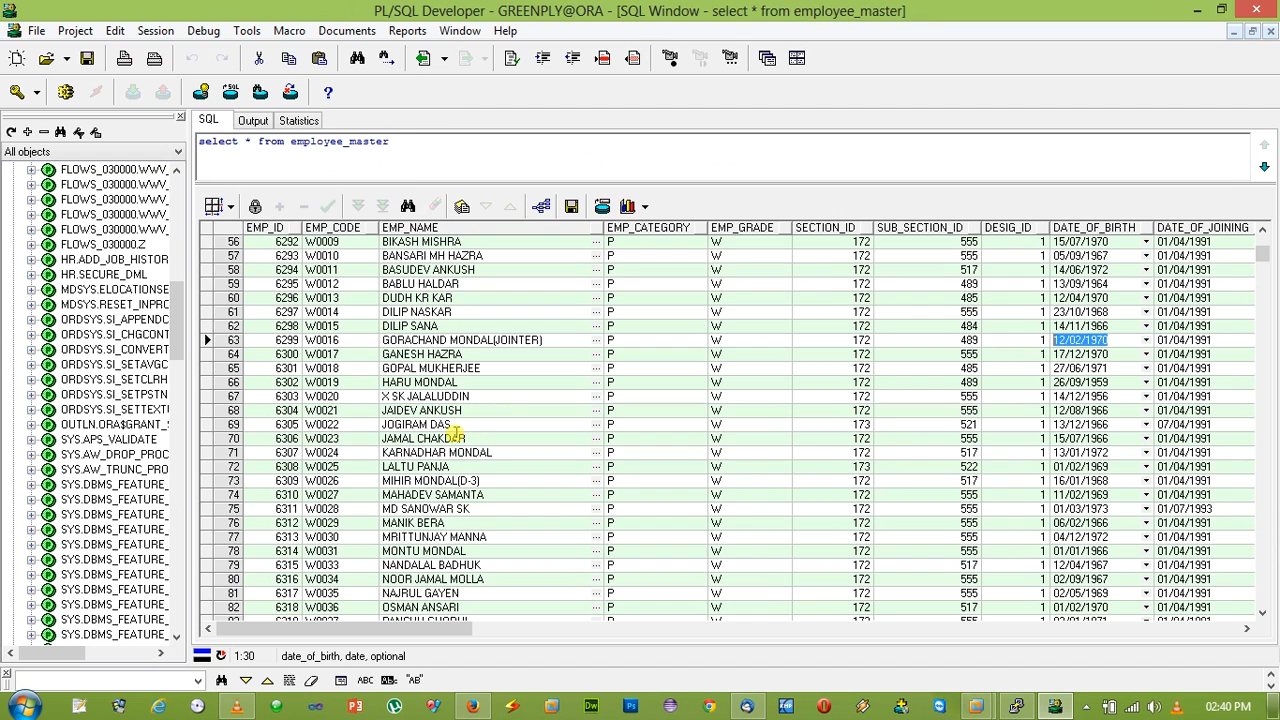 PL/SQL Developer - GREENPLY@ORA - [SQL Window - select * from employee_master]
File Project Edit Session Debug Tools Macro Documents Reports Window Help
SQL Output Statistics
select * from employee_master
All objects
FLOWS_030000.WWV_
FLOWS_030000.WWV_
FLOWS_030000.WWV_
FLOWS_030000.WWV_
FLOWS_030000.WWV_
FLOWS_030000.Z
HR.ADD_JOB_HISTOR
HR.SECURE_DML
MDSYS.ELOCATIONSE
MDSYS.RESET_INPRO
ORDSYS.SI_APPENDC
ORDSYS.SI_CHGCONT
ORDSYS.SI_CONVERT
ORDSYS.SI_SETAVGC
ORDSYS.SI_SETCLRH
ORDSYS.SI_SETPSTN
ORDSYS.SI_SETTEXT
OUTLN.ORA$GRANT_S
SYS.APS_VALIDATE
SYS.AW_DROP_PROC
SYS.AW_TRUNC_PROC
SYS.DBMS_FEATURE_
SYS.DBMS_FEATURE_
SYS.DBMS_FEATURE_
SYS.DBMS_FEATURE_
SYS.DBMS_FEATURE_
SYS.DBMS_FEATURE_
SYS.DBMS_FEATURE_
SYS.DBMS_FEATURE_
SYS.DBMS_FEATURE_
SYS.DBMS_FEATURE_
SYS.DBMS_FEATURE_
EMP_ID EMP_CODE EMP_NAME EMP_CATEGORY EMP_GRADE SECTION_ID SUB_SECTION_ID DESIG_ID DATE_OF_BIRTH DATE_OF_JOINING
56 6292 W0009 BIKASH MISHRA ... P W 172 555 1 15/07/1970 01/04/1991
57 6293 W0010 BANSARI MH HAZRA ... P W 172 555 1 05/09/1967 01/04/1991
58 6294 W0011 BASUDEV ANKUSH ... P W 172 517 1 14/06/1972 01/04/1991
59 6295 W0012 BABLU HALDAR ... P W 172 489 1 13/09/1964 01/04/1991
60 6296 W0013 DUDH KR KAR ... P W 172 489 1 12/04/1970 01/04/1991
61 6297 W0014 DILIP NASKAR ... P W 172 555 1 23/10/1968 01/04/1991
62 6298 W0015 DILIP SANA ... P W 172 484 1 14/11/1966 01/04/1991
63 6299 W0016 GORACHAND MONDAL(JOINTER) ... P W 172 489 1 12/02/1970 01/04/1991
64 6300 W0017 GANESH HAZRA ... P W 172 555 1 17/12/1970 01/04/1991
65 6301 W0018 GOPAL MUKHERJEE ... P W 172 485 1 27/06/1971 01/04/1991
66 6302 W0019 HARU MONDAL ... P W 172 489 1 26/09/1959 01/04/1991
67 6303 W0020 X SK JALALUDDIN ... P W 172 555 1 14/12/1956 01/04/1991
68 6304 W0021 JAIDEV ANKUSH ... P W 172 517 1 12/08/1966 01/04/1991
69 6305 W0022 JOGIRAM DAS ... P W 173 521 1 13/12/1966 01/04/1991
70 6306 W0023 JAMAL CHAKDAR ... P W 172 555 1 15/07/1966 01/04/1991
71 6307 W0024 KARNADHAR MONDAL ... P W 172 517 1 13/01/1972 01/04/1991
72 6308 W0025 LALTU PANJA ... P W 173 522 1 01/02/1969 01/04/1991
73 6309 W0026 MIHIR MONDAL(D-3) ... P W 172 517 1 16/01/1968 01/04/1991
74 6310 W0027 MAHADEV SAMANTA ... P W 172 555 1 11/02/1969 01/04/1991
75 6311 W0028 MD SANOWAR SK ... P W 172 555 1 01/03/1973 01/07/1993
76 6312 W0029 MANIK BERA ... P W 172 555 1 06/02/1966 01/04/1991
77 6313 W0030 MRITTUNJAY MANNA ... P W 172 555 1 04/12/1972 01/04/1991
78 6314 W0031 MONTU MONDAL ... P W 172 555 1 01/01/1966 01/04/1991
79 6315 W0033 NANDALAL BADHUK ... P W 172 517 1 12/04/1967 01/04/1991
80 6316 W0034 NOOR JAMAL MOLLA ... P W 172 555 1 02/09/1967 01/04/1991
81 6317 W0035 NAJRUL GAYEN ... P W 172 555 1 02/05/1969 01/04/1991
82 6318 W0036 OSMAN ANSARI ... P W 172 517 1 01/02/1970 01/04/1991
1:30 date_of_birth, date_optional
ABC "AB"
02:40 PM